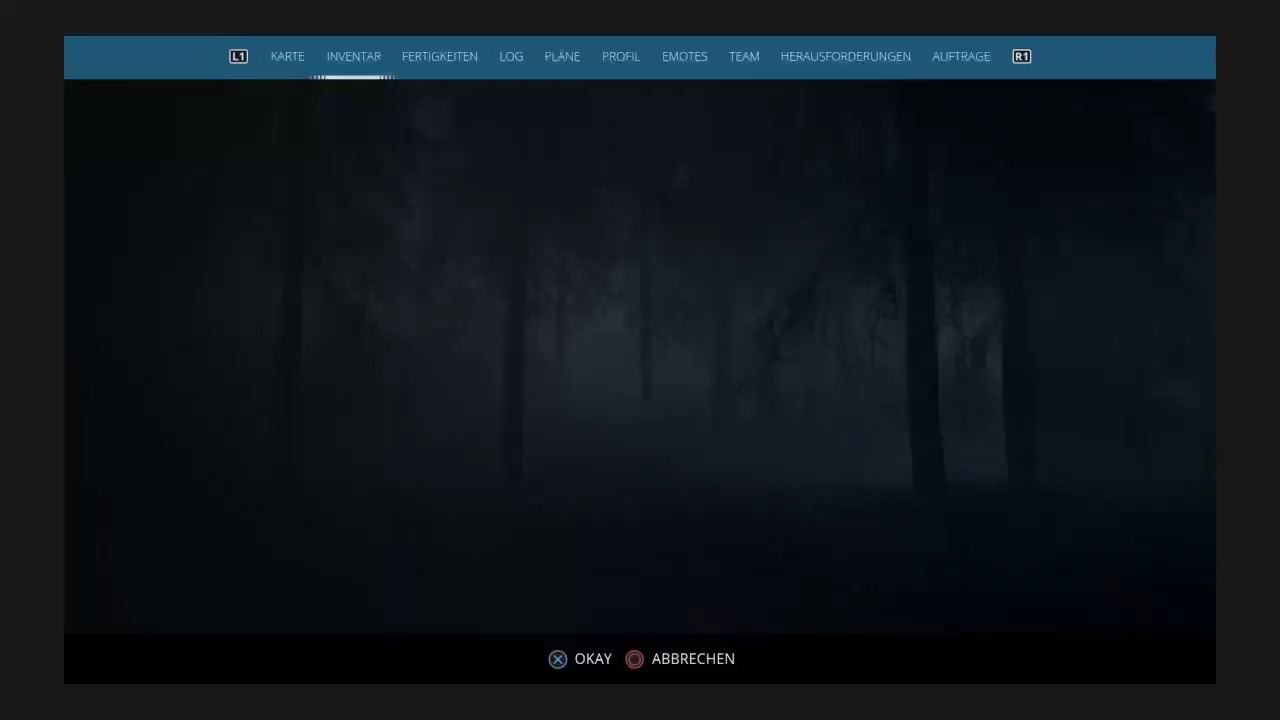 L1 KARTE INVENTAR FERTIGKEITEN LOG PLÄNE PROFIL EMOTES TEAM HERAUSFORDERUNGEN AUFTRÄGE R1
OKAY ABBRECHEN